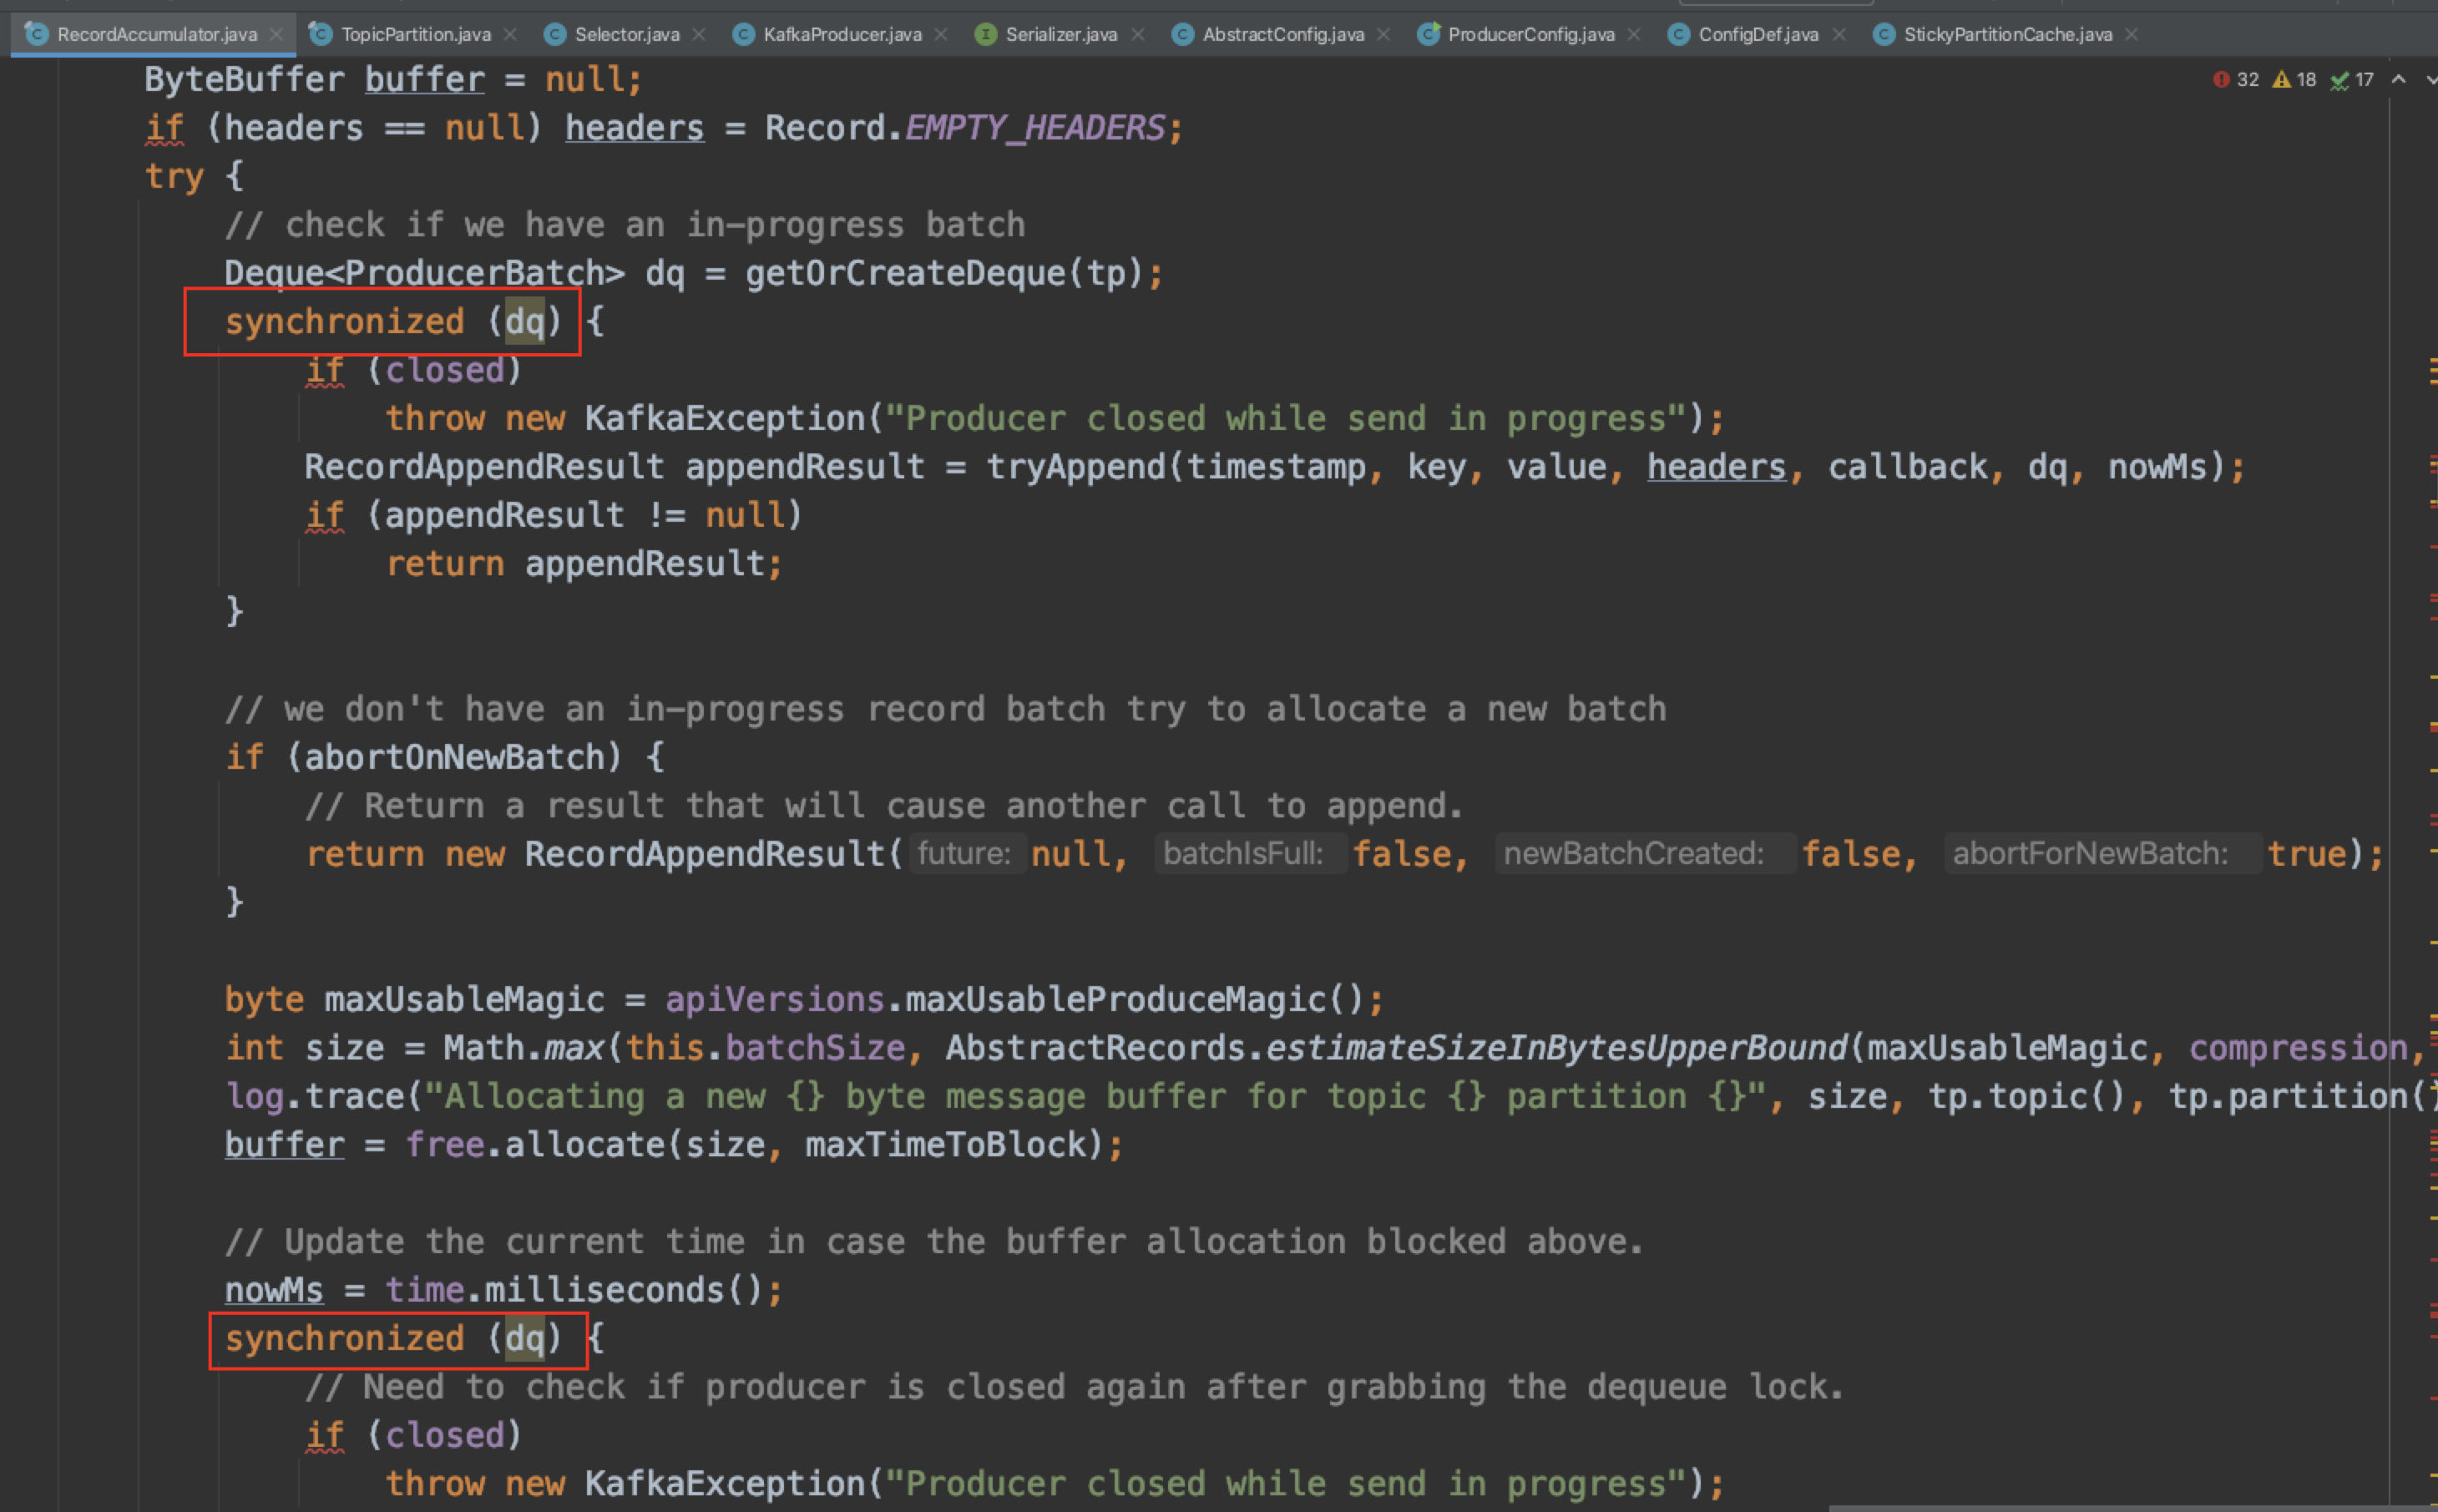 RecordAccumulator.java TopicPartition.java Selector.java KafkaProducer.java Serializer.java AbstractConfig.java ProducerConfig.java ConfigDef.java StickyPartitionCache.java
ByteBuffer buffer = null; 32 18 17
if (headers == null) headers = Record.EMPTY_HEADERS;
try {
// check if we have an in-progress batch
Deque<ProducerBatch> dq = getOrCreateDeque(tp);
synchronized (dq) {
if (closed)
throw new KafkaException("Producer closed while send in progress");
RecordAppendResult appendResult = tryAppend(timestamp, key, value, headers, callback, dq, nowMs);
if (appendResult != null)
return appendResult;
}
// we don't have an in-progress record batch try to allocate a new batch
if (abortOnNewBatch) {
// Return a result that will cause another call to append.
return new RecordAppendResult( future: null, batchIsFull: false, newBatchCreated: false, abortForNewBatch: true);
}
byte maxUsableMagic = apiVersions.maxUsableProduceMagic();
int size = Math.max(this.batchSize, AbstractRecords.estimateSizeInBytesUpperBound(maxUsableMagic, compression,
log.trace("Allocating a new {} byte message buffer for topic {} partition {}", size, tp.topic(), tp.partition()
buffer = free.allocate(size, maxTimeToBlock);
// Update the current time in case the buffer allocation blocked above.
nowMs = time.milliseconds();
synchronized (dq) {
// Need to check if producer is closed again after grabbing the dequeue lock.
if (closed)
throw new KafkaException("Producer closed while send in progress");